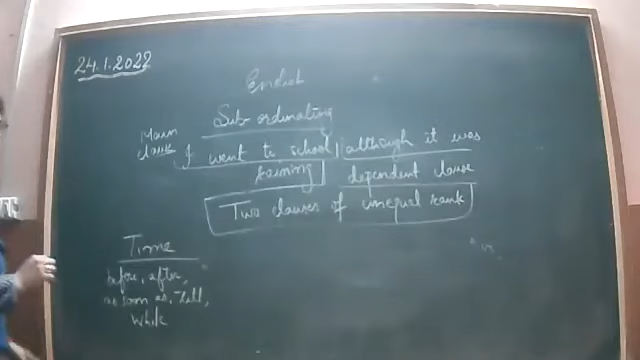 24.1.2022
English
Sub ordinating
Main
clause I went to school | although it was
raining | dependent clause
Two clauses of unequal rank
Time
before, after,
as soon as, Till,
While